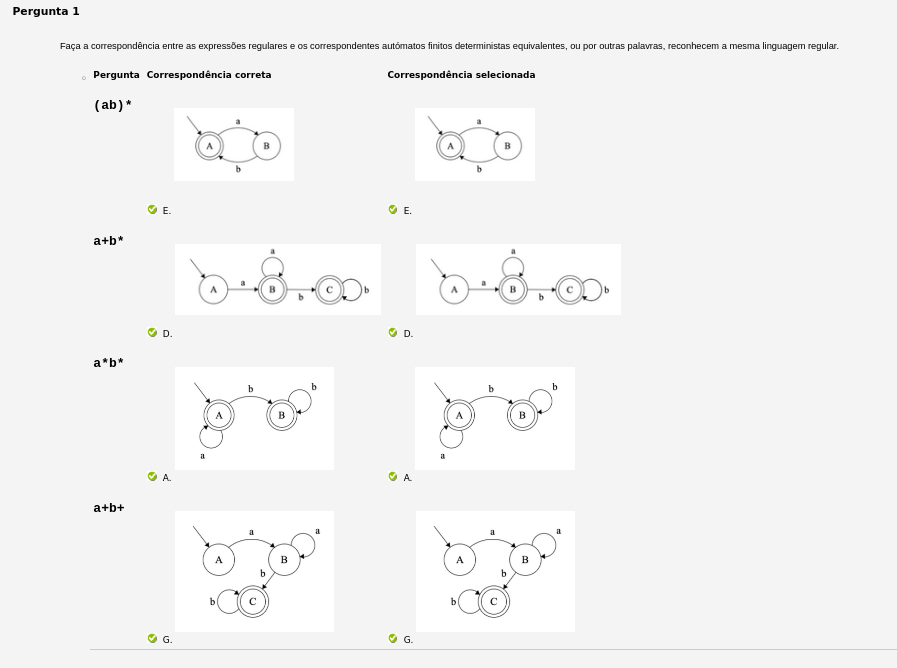 Pergunta 1
Faça a correspondência entre as expressões regulares e os correspondentes autómatos finitos deterministas equivalentes, ou por outras palavras, reconhecem a mesma linguagem regular.
Pergunta Correspondência correta Correspondência selecionada
(ab)*
a a
A B A B
b b
E. E.
a+b*
a a
A a B b C b A a B b C b
D. D.
a*b*
b b b b
A B A B
a a
A. A.
a+b+
a a a a
A B A B
b b
b C b C
G. G.